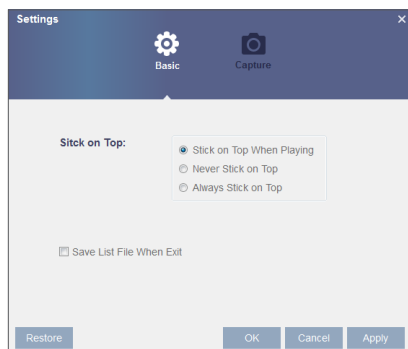 Settings
Basic
Capture
Sitck on Top:
Stick on Top When Playing
Never Stick on Top
Always Stick on Top
Save List File When Exit
Restore
OK
Cancel
Apply